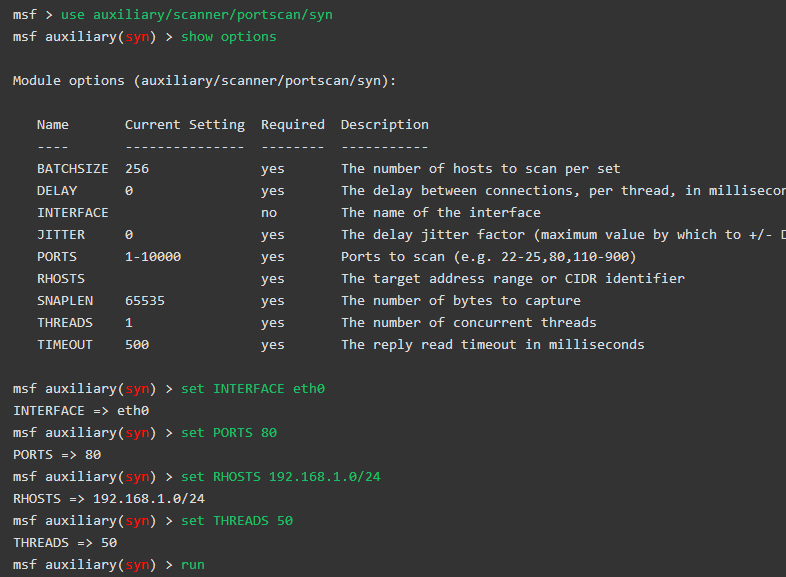 msf > use auxiliary/scanner/portscan/syn
msf auxiliary(syn) > show options
Module options (auxiliary/scanner/portscan/syn):
Name Current Setting Required Description
---- --------------- -------- -----------
BATCHSIZE 256 yes The number of hosts to scan per set
DELAY 0 yes The delay between connections, per thread, in millisecon
INTERFACE no The name of the interface
JITTER 0 yes The delay jitter factor (maximum value by which to +/- D
PORTS 1-10000 yes Ports to scan (e.g. 22-25,80,110-900)
RHOSTS yes The target address range or CIDR identifier
SNAPLEN 65535 yes The number of bytes to capture
THREADS 1 yes The number of concurrent threads
TIMEOUT 500 yes The reply read timeout in milliseconds
msf auxiliary(syn) > set INTERFACE eth0
INTERFACE => eth0
msf auxiliary(syn) > set PORTS 80
PORTS => 80
msf auxiliary(syn) > set RHOSTS 192.168.1.0/24
RHOSTS => 192.168.1.0/24
msf auxiliary(syn) > set THREADS 50
THREADS => 50
msf auxiliary(syn) > run